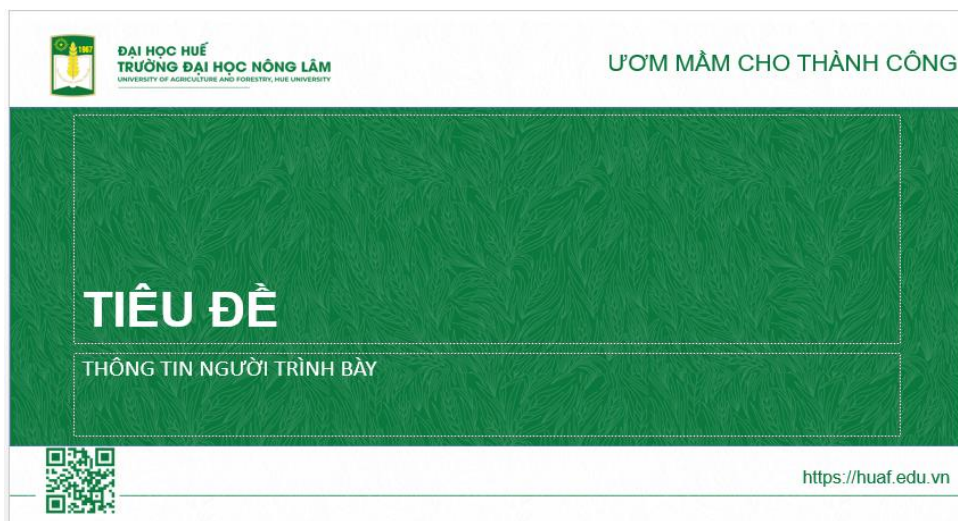 1967
ĐẠI HỌC HUẾ
TRƯỜNG ĐẠI HỌC NÔNG LÂM
UNIVERSITY OF AGRICULTURE AND FORESTRY, HUE UNIVERSITY
ƯƠM MẦM CHO THÀNH CÔNG
TIÊU ĐỀ
THÔNG TIN NGƯỜI TRÌNH BÀY
https://huaf.edu.vn